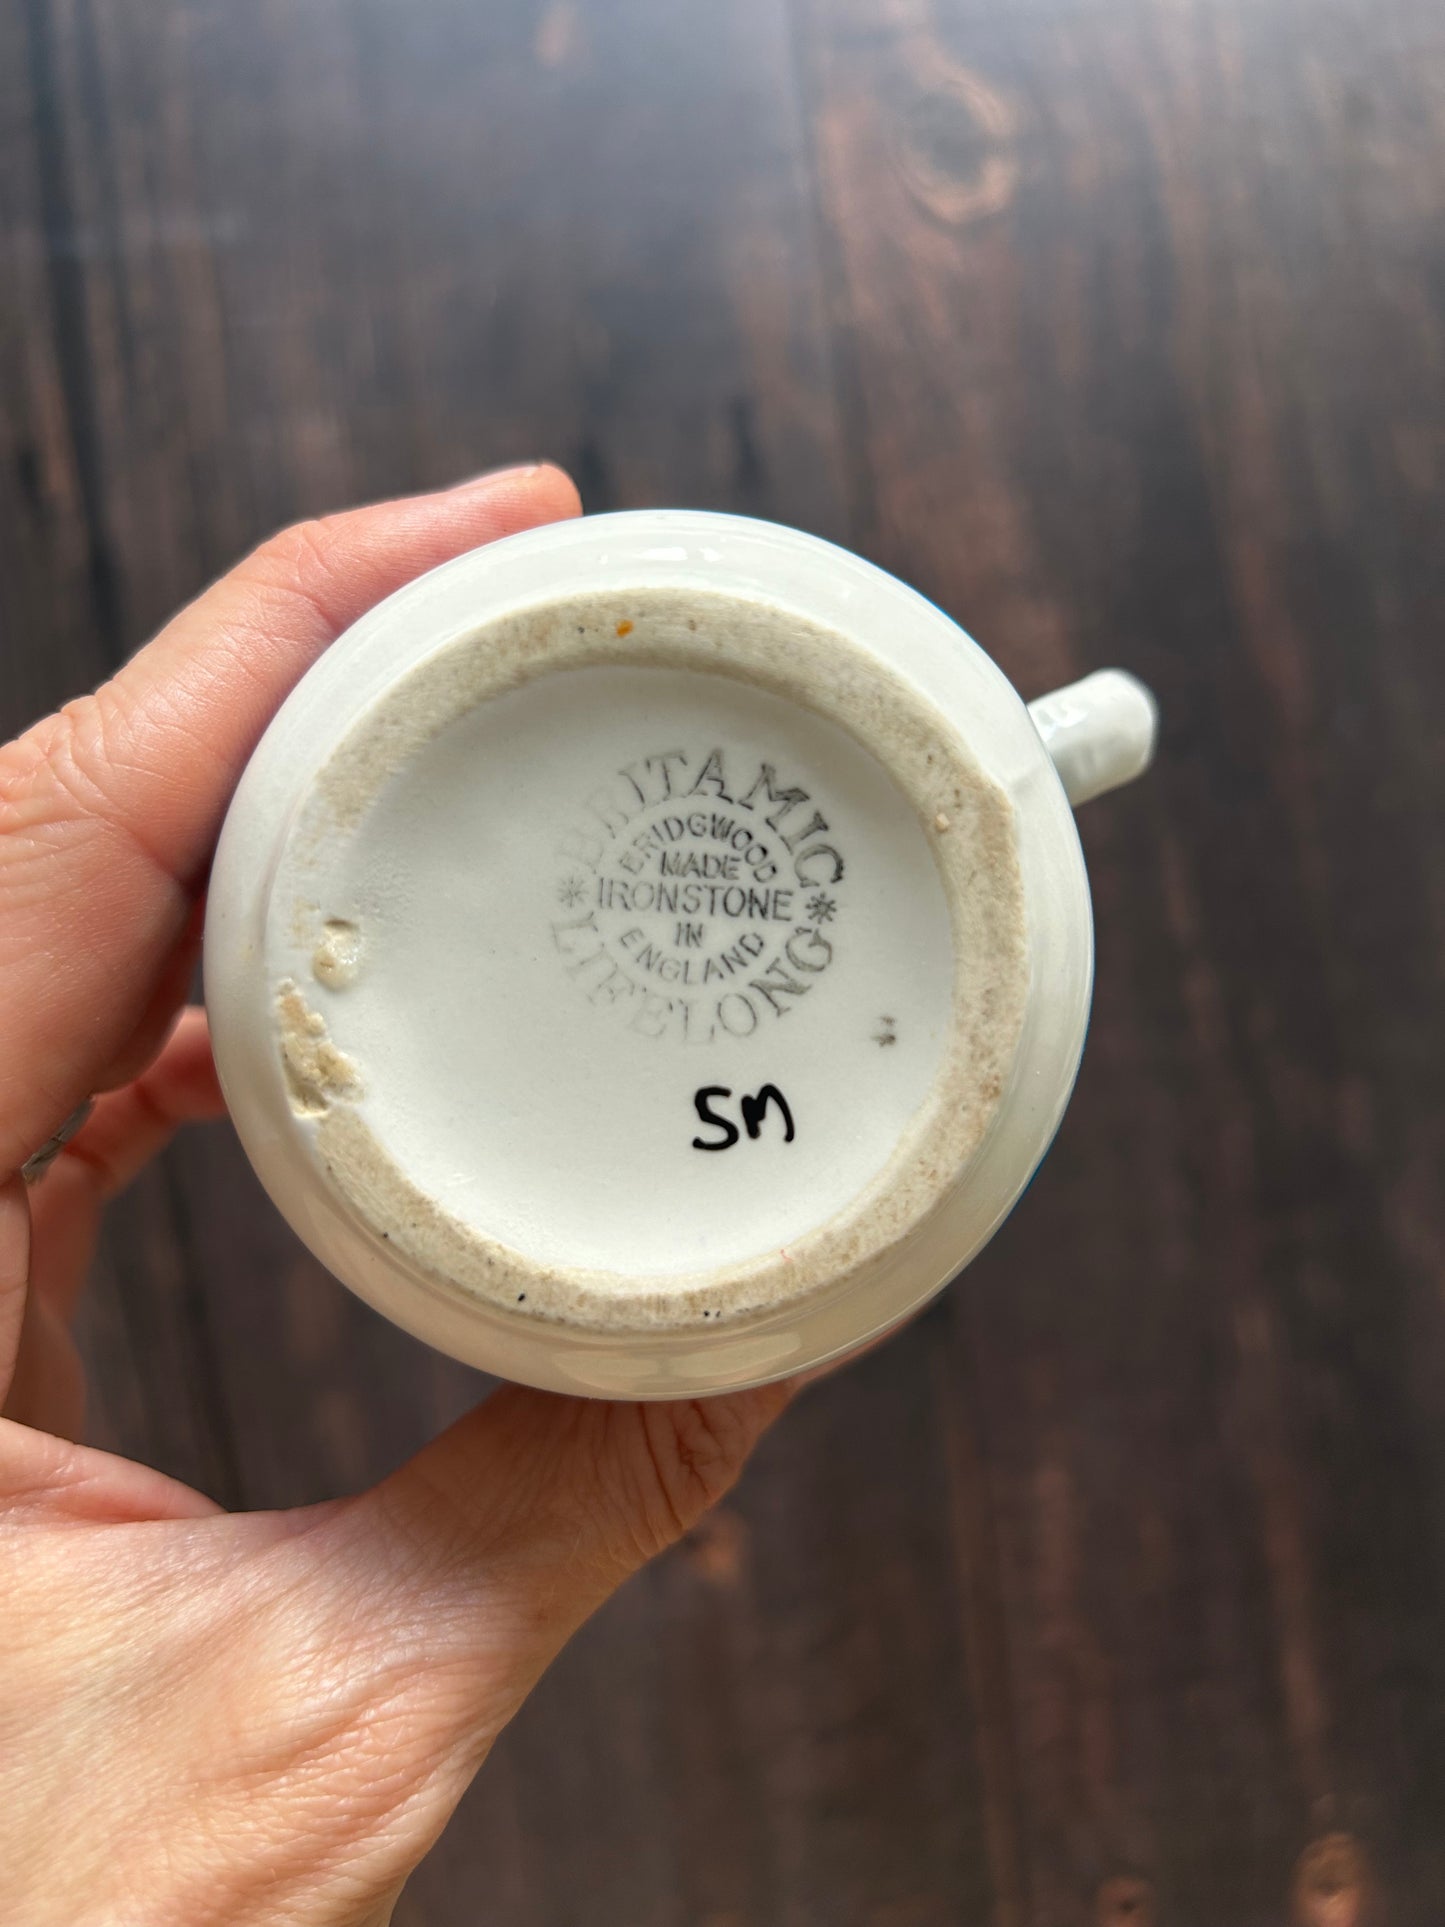 BRITAMIC
BRIDGWOOD
MADE
* IRONSTONE *
IN
ENGLAND
LIFELONG
SM